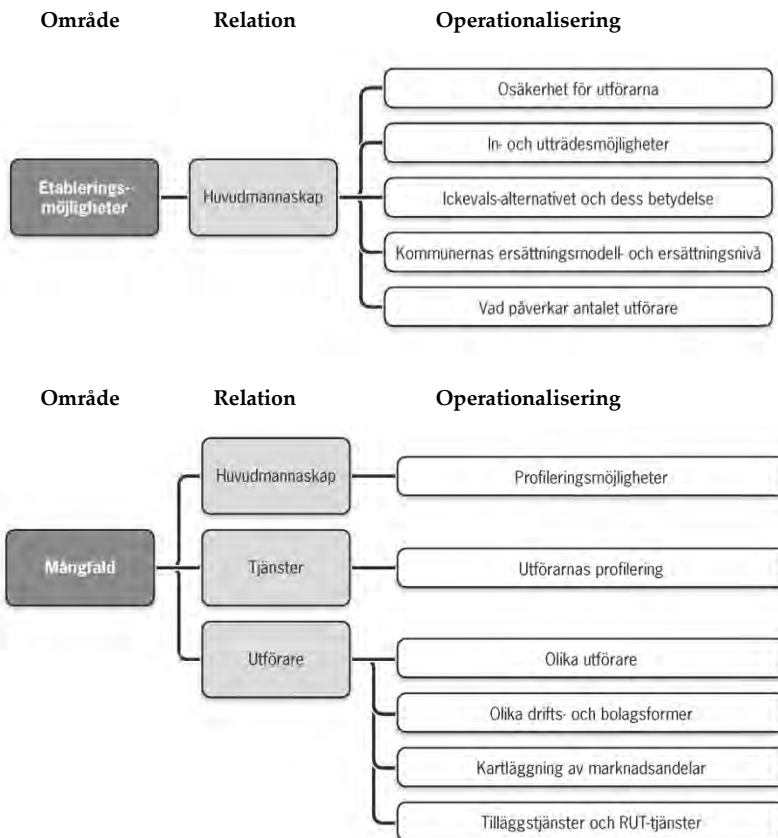 Område Relation Operationalisering
Osäkerhet för utförarna
In- och utträdesmöjligheter
Etablerings-
möjligheter
Huvudmannaskap
Ickevals-alternativet och dess betydelse
Kommunernas ersättningsmodell- och ersättningsnivå
Vad påverkar antalet utförare
Område Relation Operationalisering
Huvudmannaskap
Profileringsmöjligheter
Mångfald
Tjänster
Utförarnas profilering
Utförare
Olika utförare
Olika drifts- och bolagsformer
Kartläggning av marknadsandelar
Tilläggstjänster och RUT-tjänster